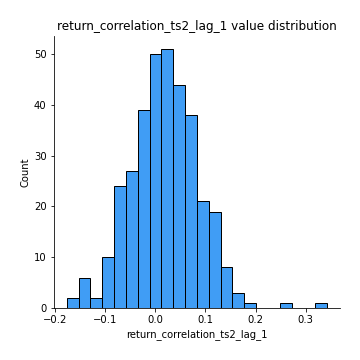 return_correlation_ts2_lag_1 value distribution
50
40
30
20
10
0
Count
−0.2 −0.1 0.0 0.1 0.2 0.3
return_correlation_ts2_lag_1